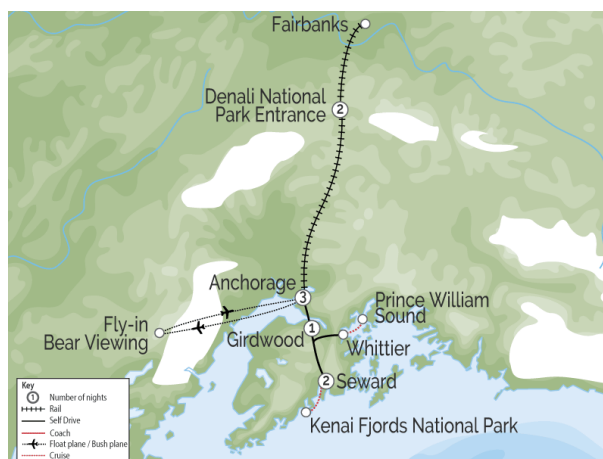 Fairbanks
Denali National
Park Entrance
2
Anchorage
3
Prince William
Sound
Fly-in
Bear Viewing
Girdwood
1
Whittier
2
Seward
Kenai Fjords National Park
Key
1 Number of nights
Rail
Self Drive
Coach
Float plane / Bush plane
Cruise